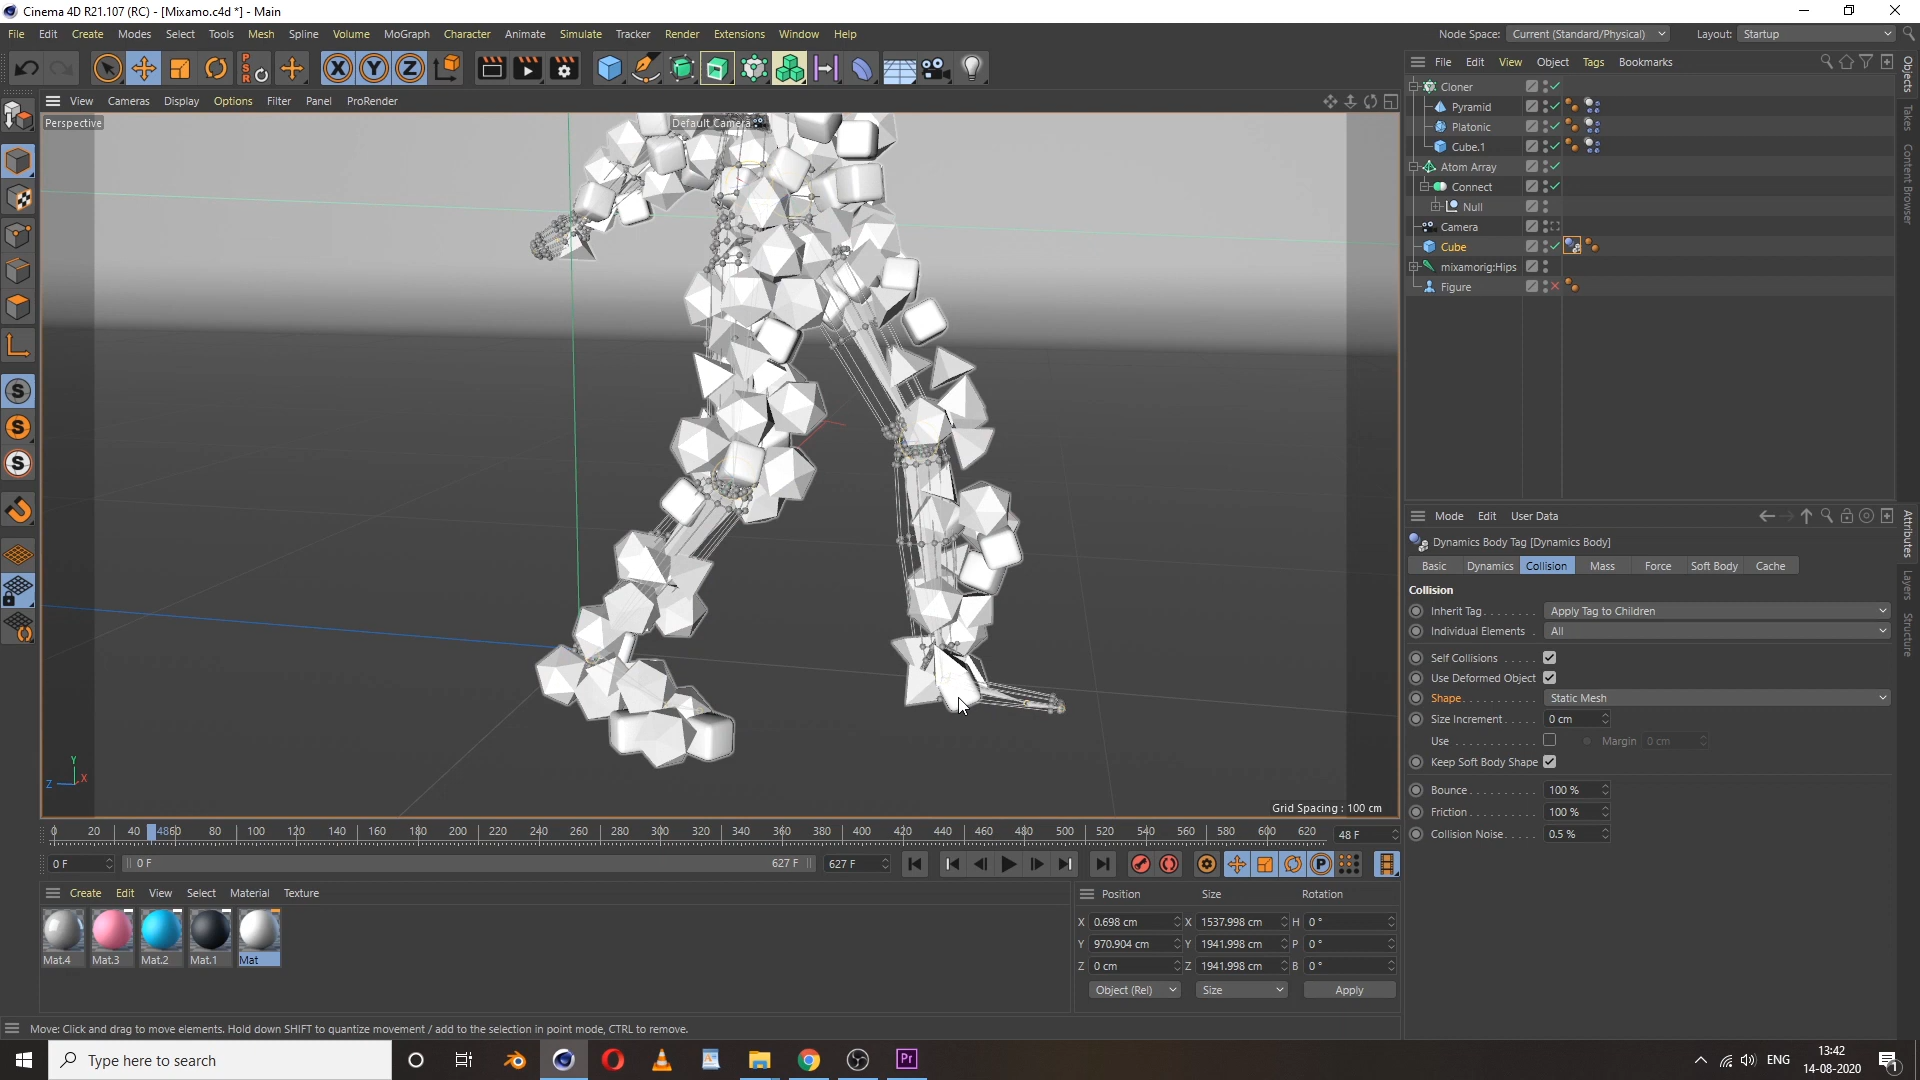 Cinema 4D R21.107 (RC) - [Mixamo.c4d *] - Main
File Edit Create Modes Select Tools Mesh Spline Volume MoGraph Character Animate Simulate Tracker Render Extensions Window Help
Node Space: Current (Standard/Physical) Layout: Startup
View Cameras Display Options Filter Panel ProRender
Perspective
Default Camera
Grid Spacing : 100 cm
Y
Z
X
File Edit View Object Tags Bookmarks
Cloner
Pyramid
Platonic
Cube.1
Atom Array
Connect
Null
Camera
Cube
mixamorig:Hips
Figure
Objects
Takes
Content Browser
Mode Edit User Data
Dynamics Body Tag [Dynamics Body]
Basic Dynamics Collision Mass Force Soft Body Cache
Collision
Inherit Tag. . . . . . . . Apply Tag to Children
Individual Elements . All
Self Collisions . . . . .
Use Deformed Object
Shape. . . . . . . . . . . . Static Mesh
Size Increment. . . . . 0 cm
Use . . . . . . . . . . . . Margin 0 cm
Keep Soft Body Shape
Bounce. . . . . . . . . . 100 %
Friction. . . . . . . . . . 100 %
Collision Noise. . . . . 0.5 %
Attributes
Layers
Structure
0 20 40 48 60 80 100 120 140 160 180 200 220 240 260 280 300 320 340 360 380 400 420 440 460 480 500 520 540 560 580 600 620 48 F
0 F 0 F 627 F 627 F
Create Edit View Select Material Texture
Mat.4 Mat.3 Mat.2 Mat.1 Mat
Position Size Rotation
X 0.698 cm X 1537.998 cm H 0 °
Y 970.904 cm Y 1941.998 cm P 0 °
Z 0 cm Z 1941.998 cm B 0 °
Object (Rel) Size Apply
Move: Click and drag to move elements. Hold down SHIFT to quantize movement / add to the selection in point mode, CTRL to remove.
Type here to search
ENG
13:42
14-08-2020